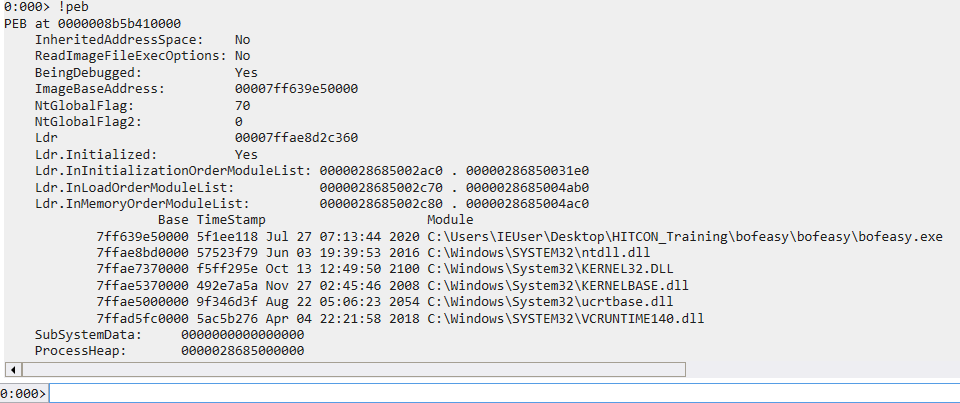 0:000> !peb
PEB at 0000008b5b410000
    InheritedAddressSpace:    No
    ReadImageFileExecOptions: No
    BeingDebugged:            Yes
    ImageBaseAddress:         00007ff639e50000
    NtGlobalFlag:             70
    NtGlobalFlag2:            0
    Ldr                       00007ffae8d2c360
    Ldr.Initialized:          Yes
    Ldr.InInitializationOrderModuleList: 0000028685002ac0 . 00000286850031e0
    Ldr.InLoadOrderModuleList:           0000028685002c70 . 0000028685004ab0
    Ldr.InMemoryOrderModuleList:         0000028685002c80 . 0000028685004ac0
                    Base TimeStamp                     Module
            7ff639e50000 5f1ee118 Jul 27 07:13:44 2020 C:\Users\IEUser\Desktop\HITCON_Training\bofeasy\bofeasy\bofeasy.exe
            7ffae8bd0000 57523f79 Jun 03 19:39:53 2016 C:\Windows\SYSTEM32\ntdll.dll
            7ffae7370000 f5ff295e Oct 13 12:49:50 2100 C:\Windows\System32\KERNEL32.DLL
            7ffae5370000 492e7a5a Nov 27 02:45:46 2008 C:\Windows\System32\KERNELBASE.dll
            7ffae5000000 9f346d3f Aug 22 05:06:23 2054 C:\Windows\System32\ucrtbase.dll
            7ffad5fc0000 5ac5b276 Apr 04 22:21:58 2018 C:\Windows\SYSTEM32\VCRUNTIME140.dll
    SubSystemData:     0000000000000000
    ProcessHeap:       0000028685000000
0:000>